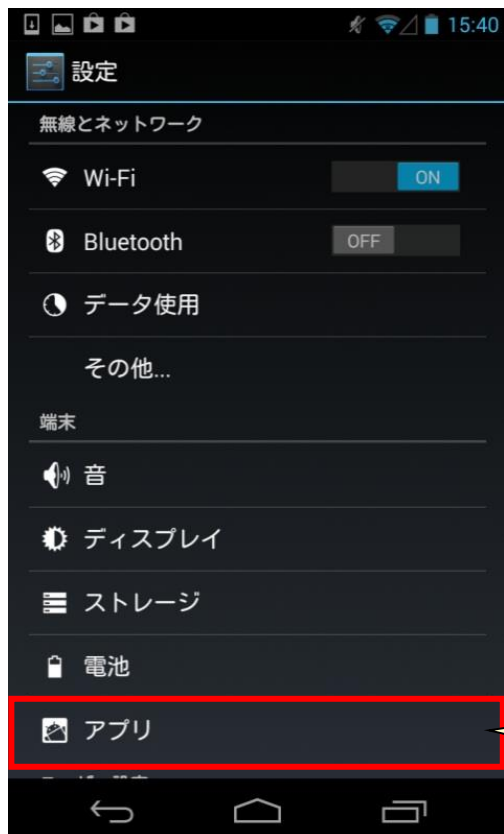 15:40
設定
無線とネットワーク
Wi-Fi ON
Bluetooth OFF
データ使用
その他...
端末
音
ディスプレイ
ストレージ
電池
アプリ